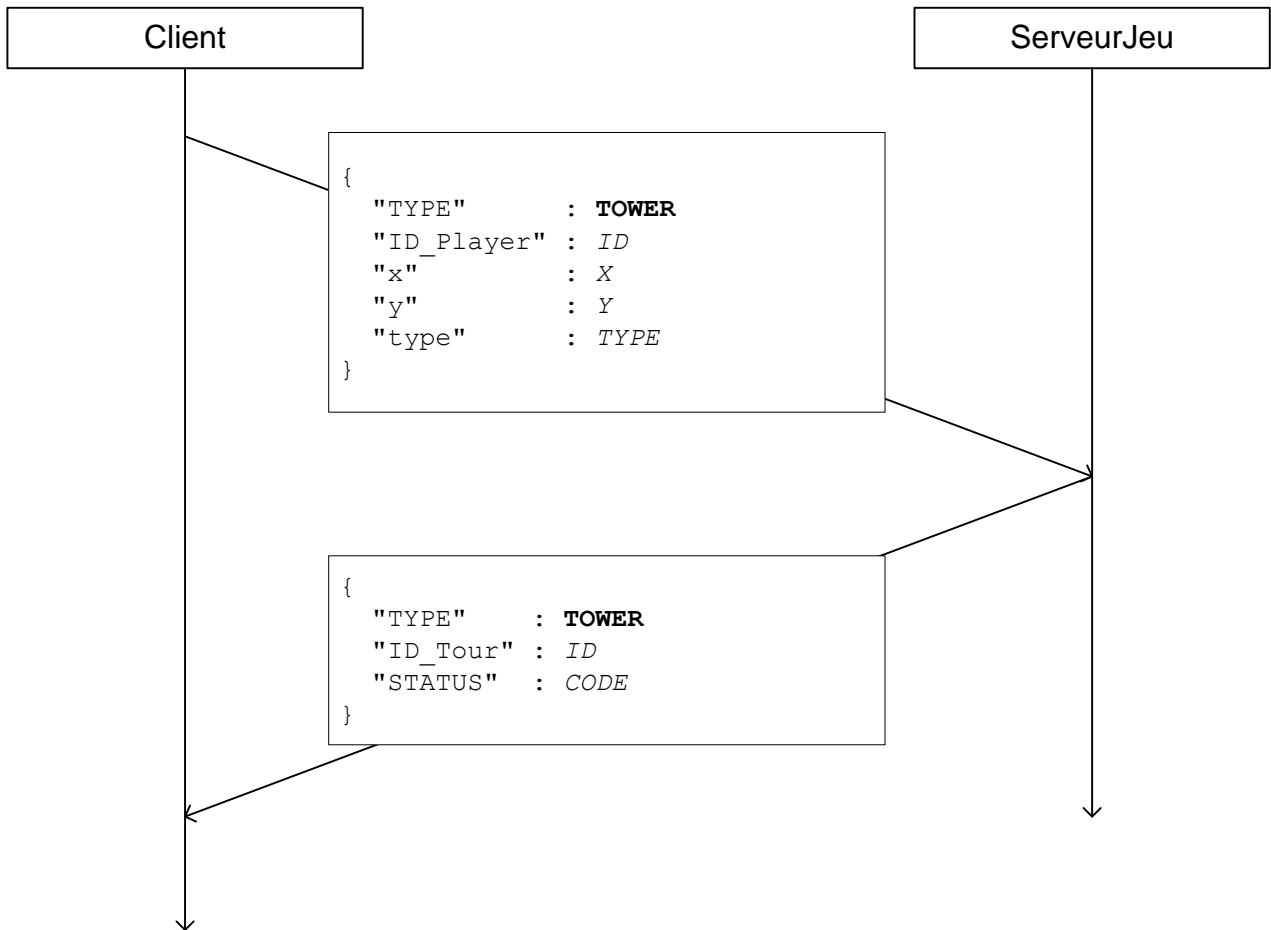 Client
ServeurJeu
{
"TYPE" : TOWER
"ID_Player" : ID
"x" : X
"y" : Y
"type" : TYPE
}
{
"TYPE" : TOWER
"ID_Tour" : ID
"STATUS" : CODE
}